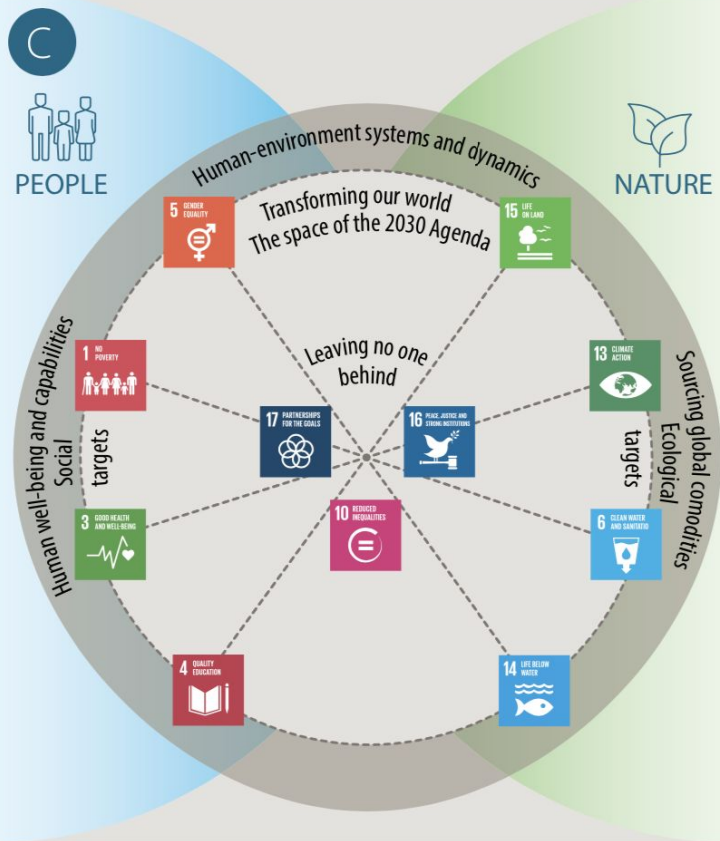 C
PEOPLE
NATURE
Human-environment systems and dynamics
Transforming our world
The space of the 2030 Agenda
5 GENDER
EQUALITY
15 LIFE
ON LAND
Leaving no one
behind
1 NO
POVERTY
13 CLIMATE
ACTION
17 PARTNERSHIPS
FOR THE GOALS
16 PEACE, JUSTICE AND
STRONG INSTITUTIONS
Human well-being and capabilities
Social
targets
Sourcing global comodities
Ecological
targets
10 REDUCED
INEQUALITIES
3 GOOD HEALTH
AND WELL-BEING
6 CLEAN WATER
AND SANITATIO
4 QUALITY
EDUCATION
14 LIFE BELOW
WATER